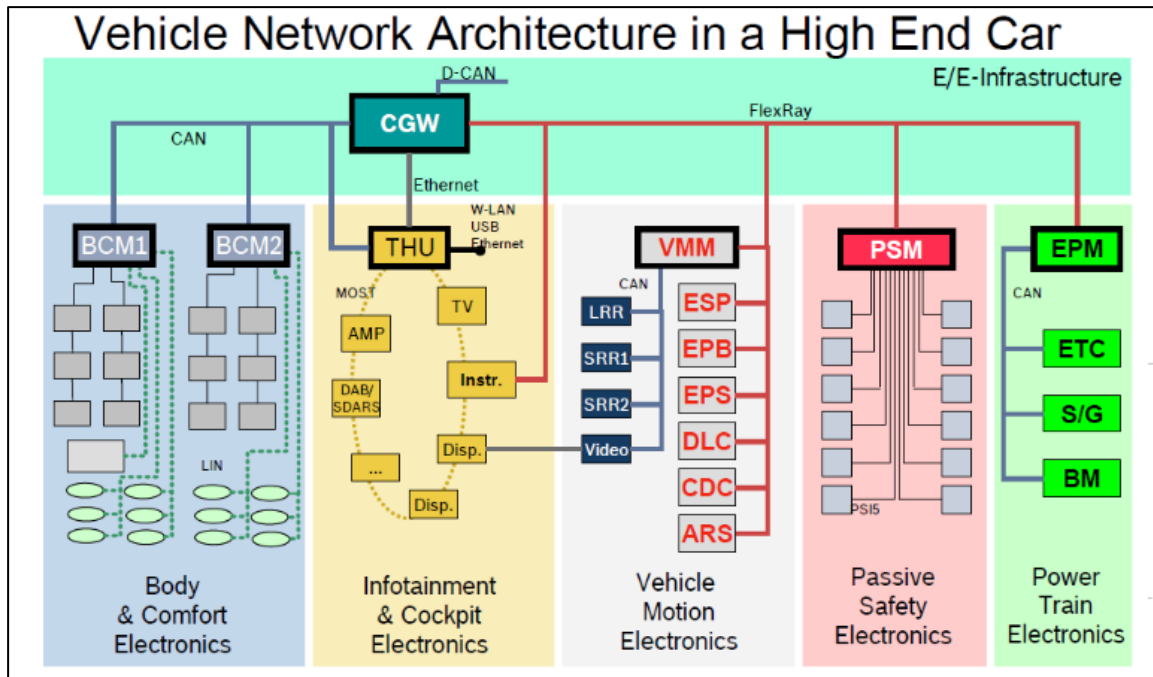 Vehicle Network Architecture in a High End Car
E/E-Infrastructure
D-CAN
CGW
FlexRay
CAN
Ethernet
BCM1
BCM2
LIN
Body
& Comfort
Electronics
W-LAN
USB
Ethernet
THU
MOST
TV
AMP
Instr.
DAB/
SDARS
Disp.
...
Disp.
Infotainment
& Cockpit
Electronics
VMM
CAN
LRR
SRR1
SRR2
Video
ESP
EPB
EPS
DLC
CDC
ARS
Vehicle
Motion
Electronics
PSM
PSI5
Passive
Safety
Electronics
EPM
CAN
ETC
S/G
BM
Power
Train
Electronics